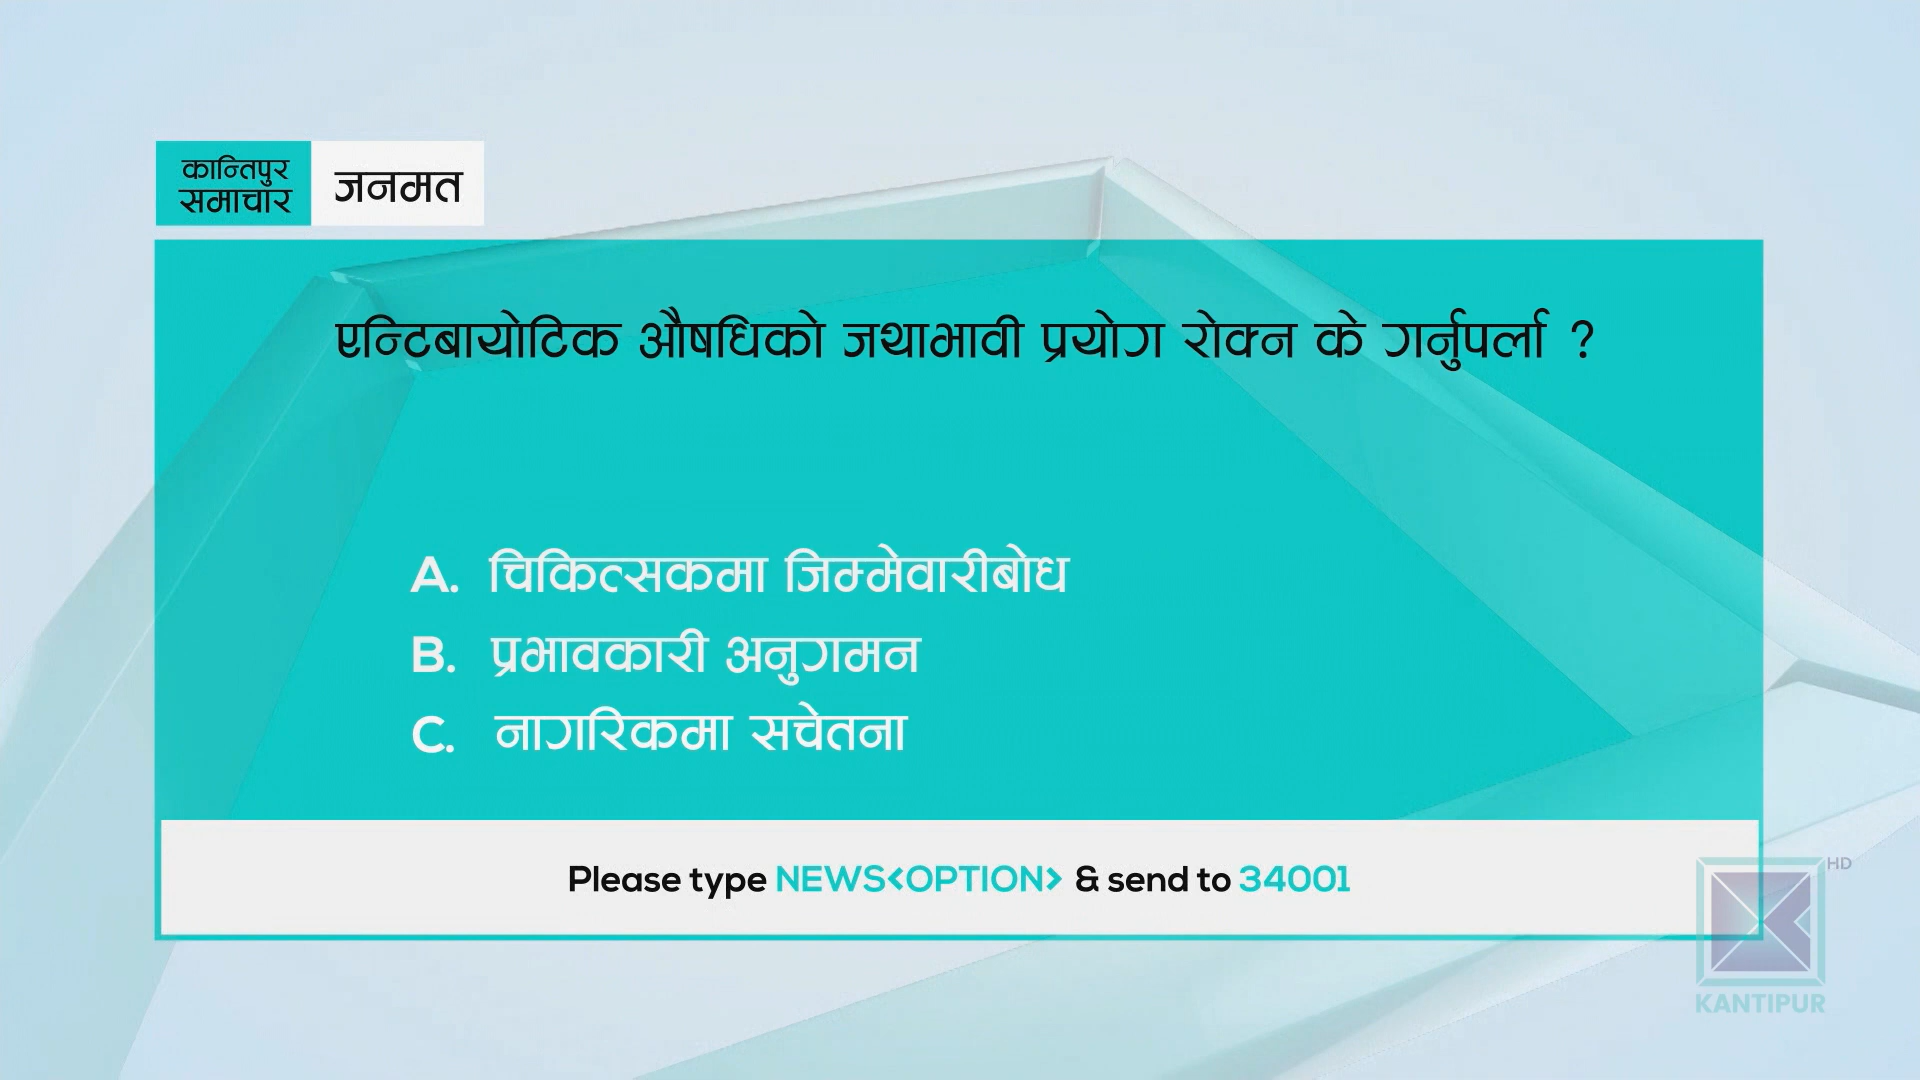 कान्तिपुर
समाचार
जनमत
एन्टिबायोटिक औषधिको जथाभावी प्रयोग रोक्न के गर्नुपर्ला ?
A. चिकित्सकमा जिम्मेवारीबोध
B. प्रभावकारी अनुगमन
C. नागरिकमा सचेतना
Please type NEWS<OPTION> & send to 34001
HD
KANTIPUR